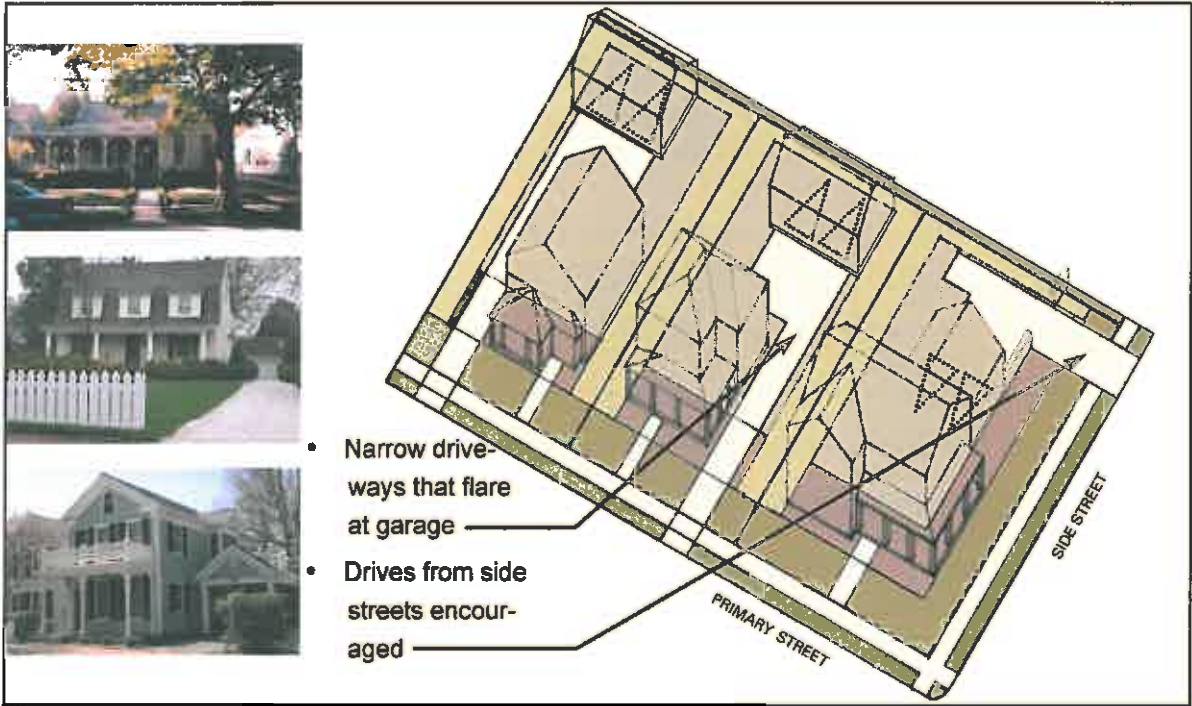 • Narrow drive-
ways that flare
at garage
• Drives from side
streets encour-
aged
PRIMARY STREET
SIDE STREET